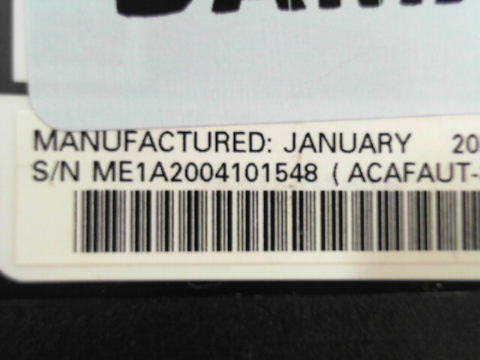 MANUFACTURED: JANUARY 20
S/N ME1A2004101548 ( ACAFAUT-